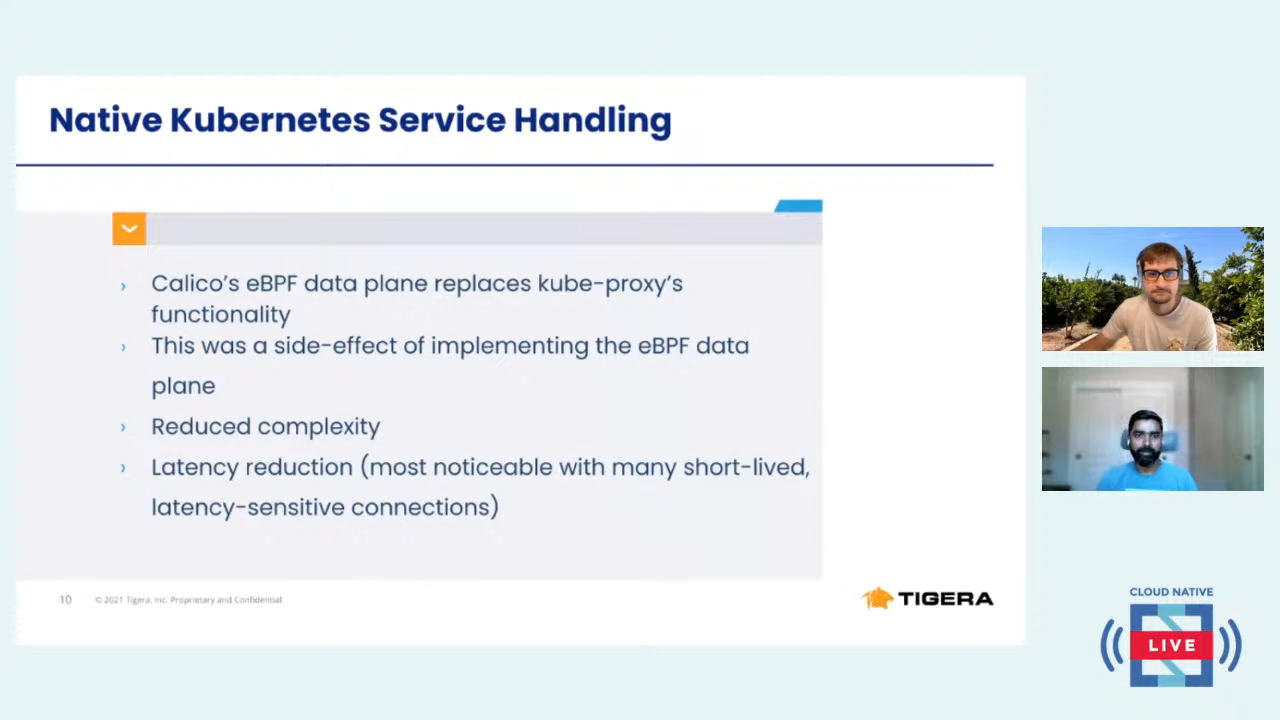 Native Kubernetes Service Handling
› Calico’s eBPF data plane replaces kube-proxy’s
functionality
› This was a side-effect of implementing the eBPF data
plane
› Reduced complexity
› Latency reduction (most noticeable with many short-lived,
latency-sensitive connections)
10 © 2021 Tigera, Inc. Proprietary and Confidential
TIGERA
CLOUD NATIVE
LIVE